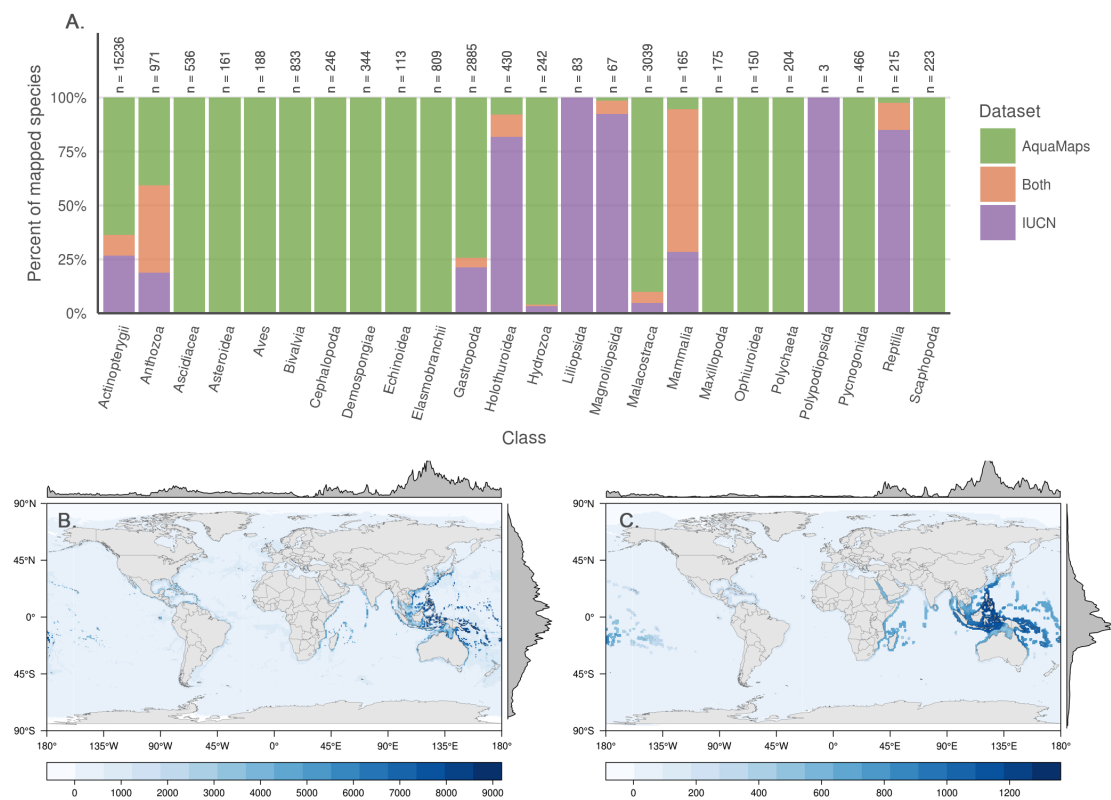 A.
n = 15236
n = 971
n = 536
n = 161
n = 188
n = 833
n = 246
n = 344
n = 113
n = 809
n = 2885
n = 430
n = 242
n = 83
n = 67
n = 3039
n = 165
n = 175
n = 150
n = 204
n = 3
n = 466
n = 215
n = 223
Percent of mapped species
100%
75%
50%
25%
0%
Dataset
AquaMaps
Both
IUCN
Actinopterygii
Anthozoa
Ascidiacea
Asteroidea
Aves
Bivalvia
Cephalopoda
Demospongiae
Echinoidea
Elasmobranchii
Gastropoda
Holothuroidea
Hydrozoa
Liliopsida
Magnoliopsida
Malacostraca
Mammalia
Maxillopoda
Ophiuroidea
Polychaeta
Polypodiopsida
Pycnogonida
Reptilia
Scaphopoda
Class
B.
90°N
45°N
0°
45°S
90°S
180° 135°W 90°W 45°W 0° 45°E 90°E 135°E 180°
0 1000 2000 3000 4000 5000 6000 7000 8000 9000
C.
90°N
45°N
0°
45°S
90°S
180° 135°W 90°W 45°W 0° 45°E 90°E 135°E 180°
0 200 400 600 800 1000 1200